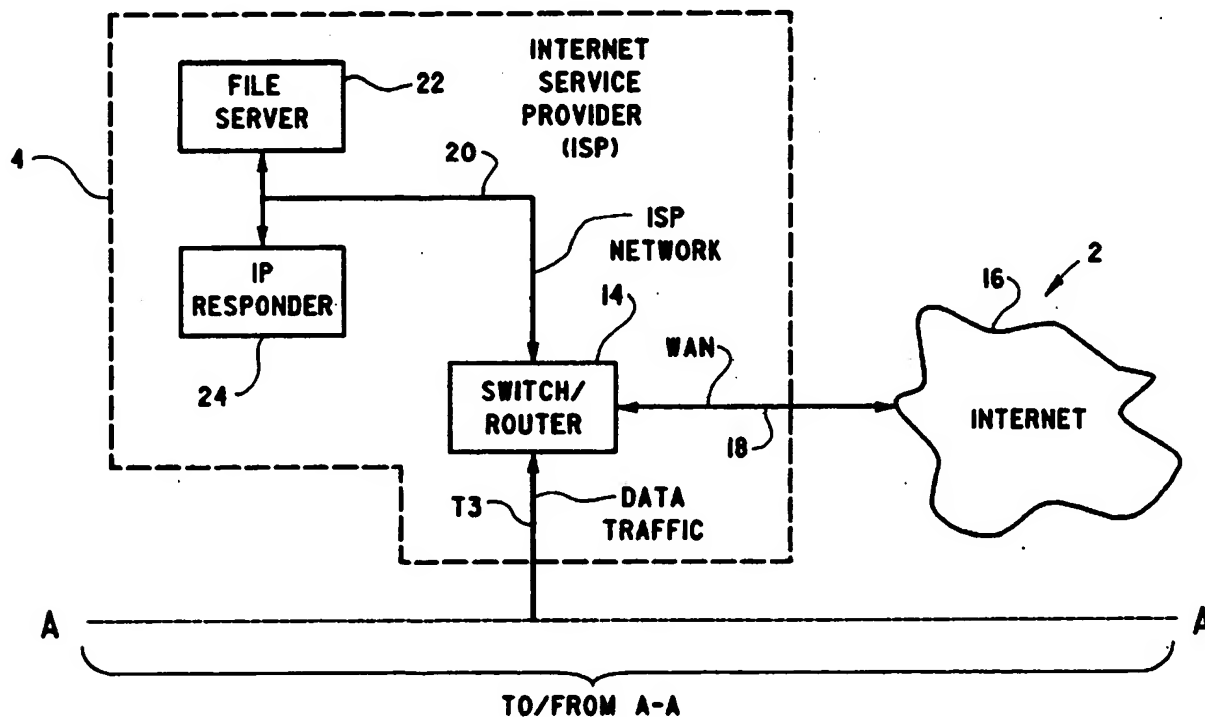 INTERNET
SERVICE
PROVIDER
(ISP)
FILE
SERVER
22
4
20
ISP
NETWORK
IP
RESPONDER
24
14
SWITCH/
ROUTER
WAN
18
2
16
INTERNET
T3
DATA
TRAFFIC
A
A
TO/FROM A-A